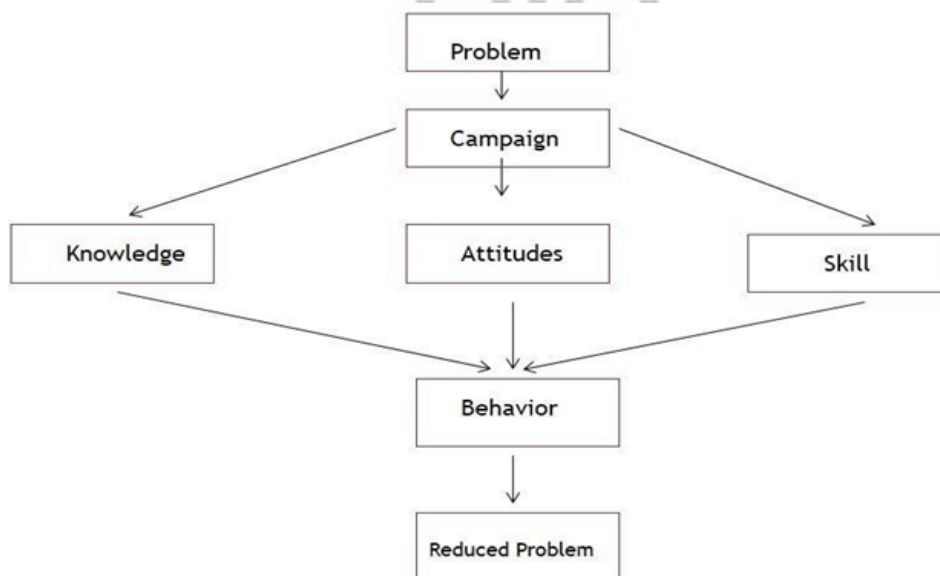 Problem
Campaign
Knowledge
Attitudes
Skill
Behavior
Reduced Problem